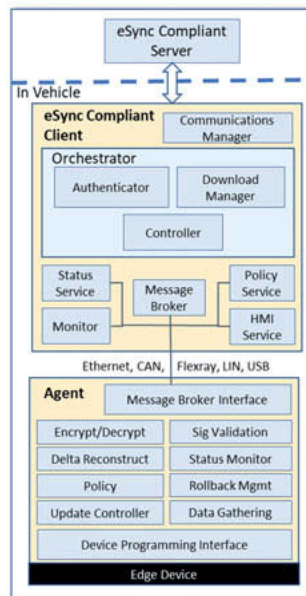 eSync Compliant
Server
In Vehicle
eSync Compliant
Client
Communications
Manager
Orchestrator
Authenticator
Download
Manager
Controller
Status
Service
Message
Broker
Policy
Service
Monitor
HMI
Service
Ethernet, CAN, Flexray, LIN, USB
Agent
Message Broker Interface
Encrypt/Decrypt
Sig Validation
Delta Reconstruct
Status Monitor
Policy
Rollback Mgmt
Update Controller
Data Gathering
Device Programming Interface
Edge Device